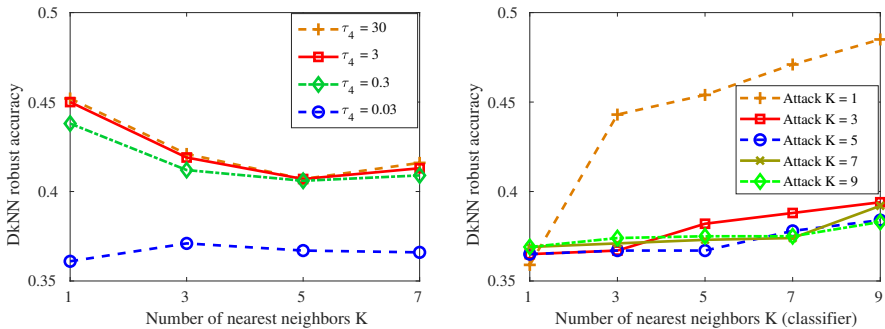 0.5
0.45
0.4
0.35
DkNN robust accuracy
1 3 5 7
Number of nearest neighbors K
τ4 = 30
τ4 = 3
τ4 = 0.3
τ4 = 0.03
0.5
0.45
0.4
0.35
DkNN robust accuracy
1 3 5 7 9
Number of nearest neighbors K (classifier)
Attack K = 1
Attack K = 3
Attack K = 5
Attack K = 7
Attack K = 9